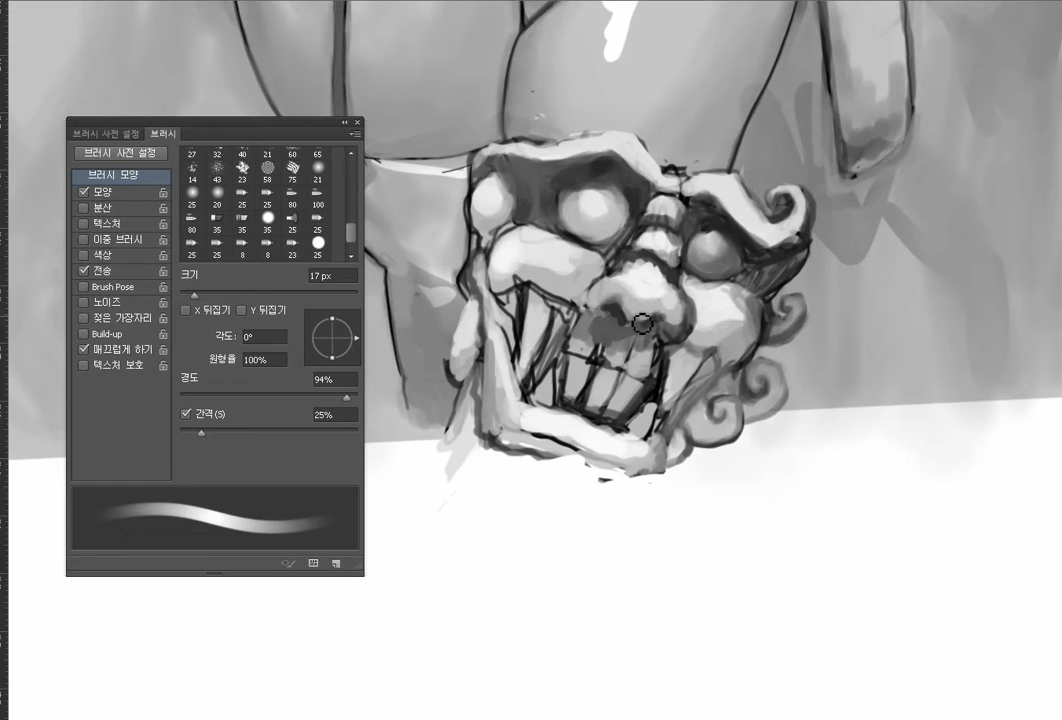 브러시 사전 설정 브러시
브러시 사전 설정
27 32 40 21 60 65
14 43 23 58 75 21
25 20 25 25 80 100
80 35 35 35 25 25
25 25 8 8 23 25
브러시 모양
모양
분산
텍스처
이중 브러시
색상
전송
Brush Pose
노이즈
젖은 가장자리
Build-up
매끄럽게 하기
텍스처 보호
크기 17 px
X 뒤집기 Y 뒤집기
각도: 0°
원형율 100%
경도 94%
간격(S) 25%